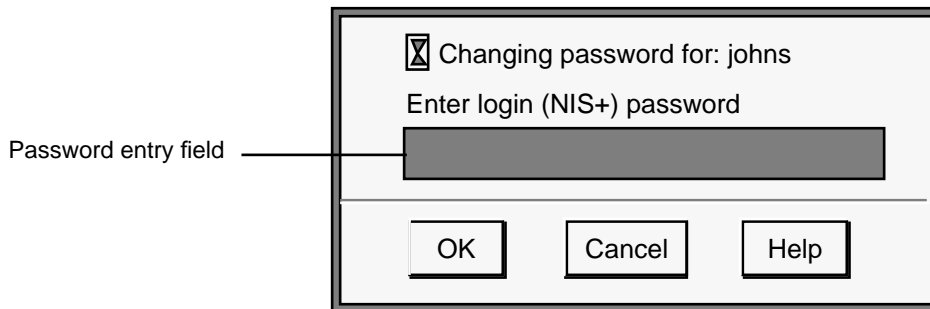 Changing password for: johns
Enter login (NIS+) password
Password entry field
OK Cancel Help